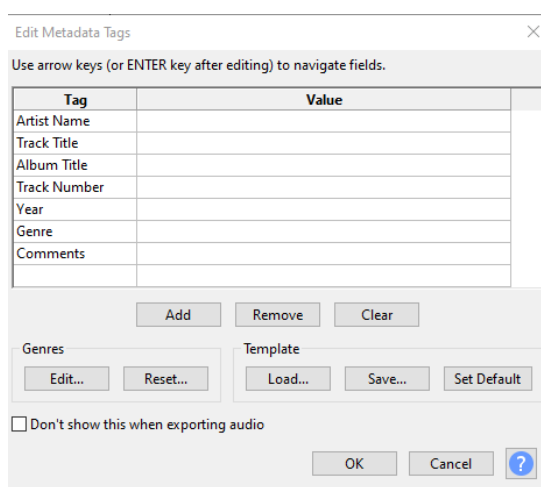 Edit Metadata Tags
Use arrow keys (or ENTER key after editing) to navigate fields.
Tag Value
Artist Name
Track Title
Album Title
Track Number
Year
Genre
Comments
Add Remove Clear
Genres Template
Edit... Reset... Load... Save... Set Default
Don't show this when exporting audio
OK Cancel ?